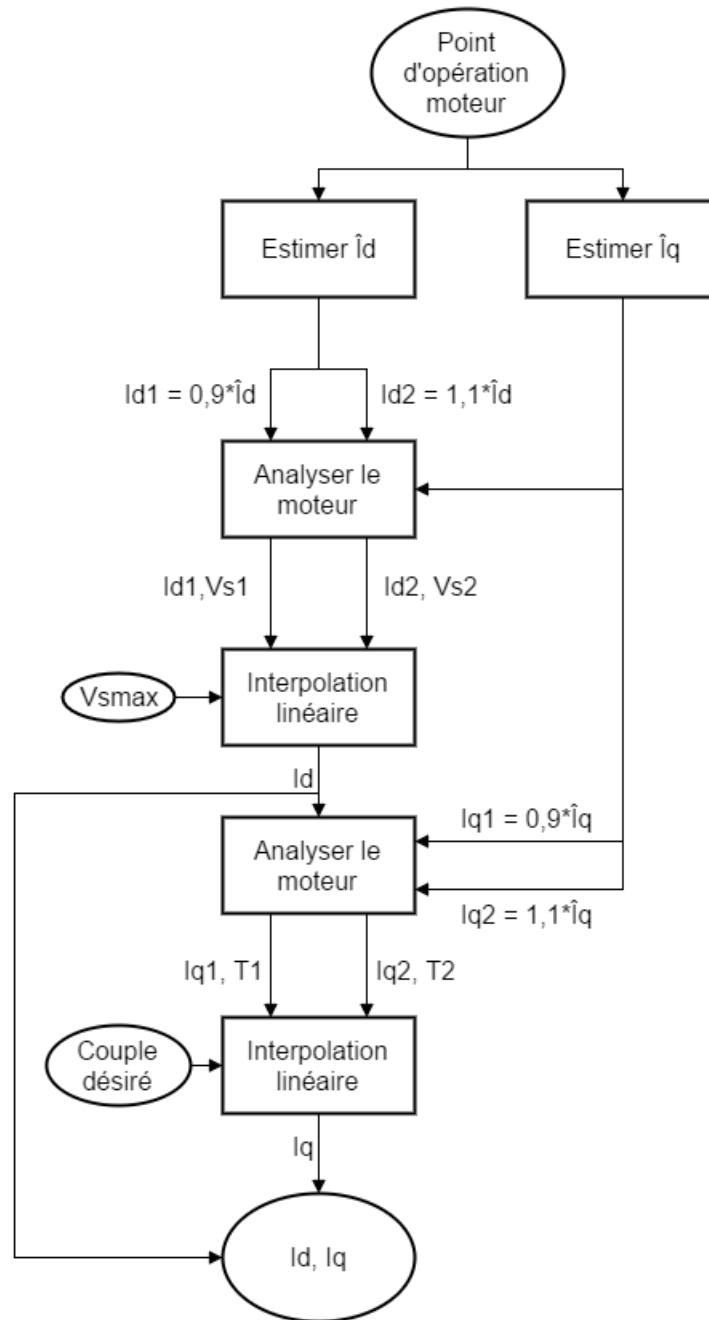 Point
d'opération
moteur
Estimer Îd
Estimer Îq
Id1 = 0,9*Îd
Id2 = 1,1*Îd
Analyser le
moteur
Id1,Vs1
Id2, Vs2
Vsmax
Interpolation
linéaire
Id
Iq1 = 0,9*Îq
Analyser le
moteur
Iq2 = 1,1*Îq
Iq1, T1
Iq2, T2
Couple
désiré
Interpolation
linéaire
Iq
Id, Iq